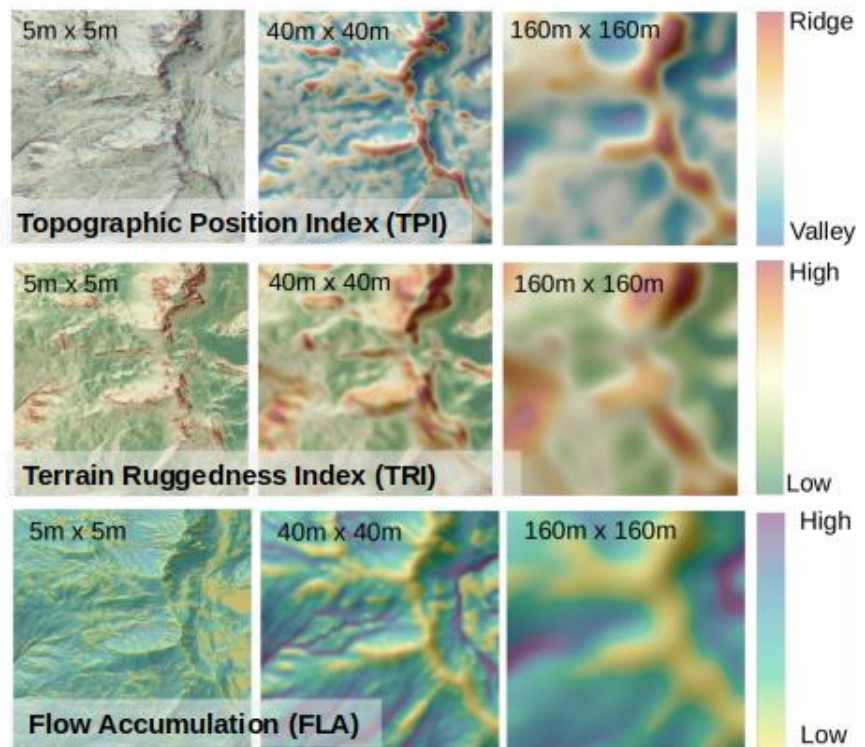 5m x 5m
40m x 40m
160m x 160m
Ridge
Valley
Topographic Position Index (TPI)
5m x 5m
40m x 40m
160m x 160m
High
Low
Terrain Ruggedness Index (TRI)
5m x 5m
40m x 40m
160m x 160m
High
Low
Flow Accumulation (FLA)